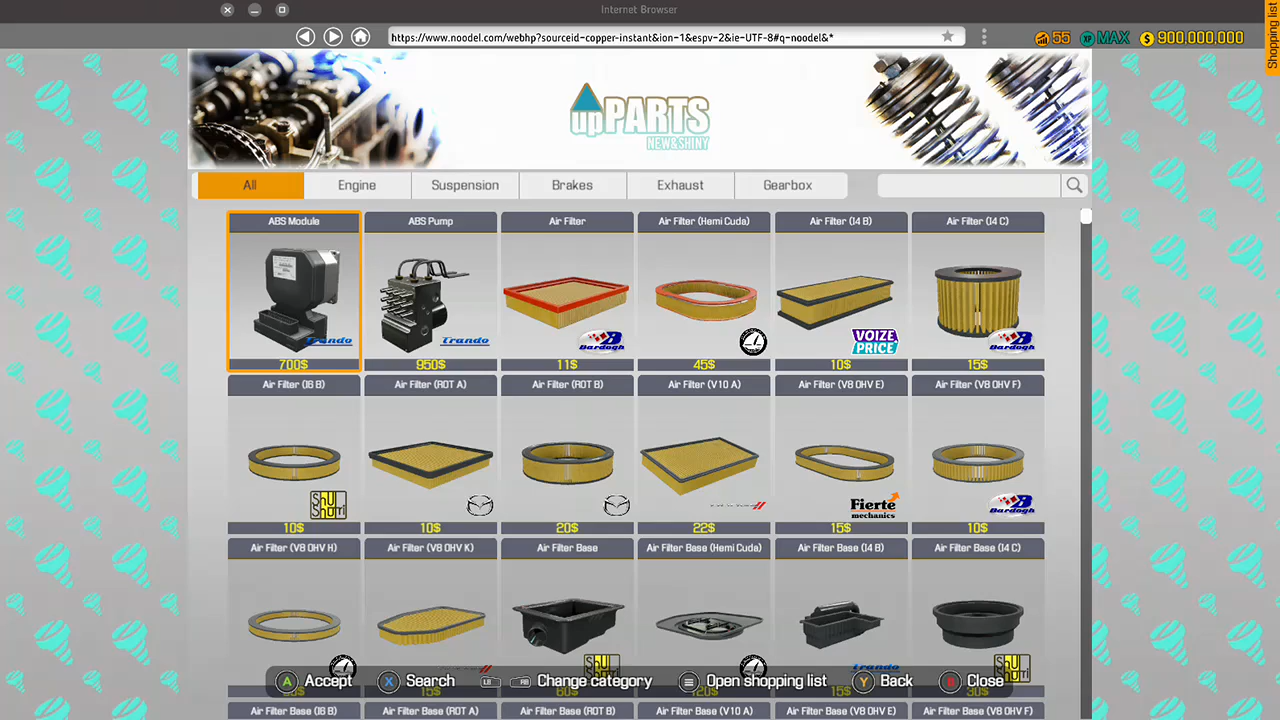 Internet Browser
https://www.noodel.com/webhp?sourceid-copper-instant&ion-1&espv-2&ie-UTF-8#q-noodel&*
55 XP MAX $ 900,000,000
Shopping list
upPARTS
NEW&SHINY
All Engine Suspension Brakes Exhaust Gearbox
ABS Module ABS Pump Air Filter Air Filter (Hemi Cuda) Air Filter (I4 B) Air Filter (I4 C)
Trando Trando Bardogh VOIZE PRICE Bardogh
700$ 950$ 11$ 45$ 10$ 15$
Air Filter (I6 B) Air Filter (ROT A) Air Filter (ROT B) Air Filter (V10 A) Air Filter (V8 OHV E) Air Filter (V8 OHV F)
Shu Shuri Fierte mechanics Bardogh
10$ 10$ 20$ 22$ 15$ 10$
Air Filter (V8 OHV H) Air Filter (V8 OHV K) Air Filter Base Air Filter Base (Hemi Cuda) Air Filter Base (I4 B) Air Filter Base (I4 C)
Trando
A Accept X Search LB RB Change category Open shopping list Y Back B Close
Air Filter Base (I6 B) Air Filter Base (ROT A) Air Filter Base (ROT B) Air Filter Base (V10 A) Air Filter Base (V8 OHV E) Air Filter Base (V8 OHV F)